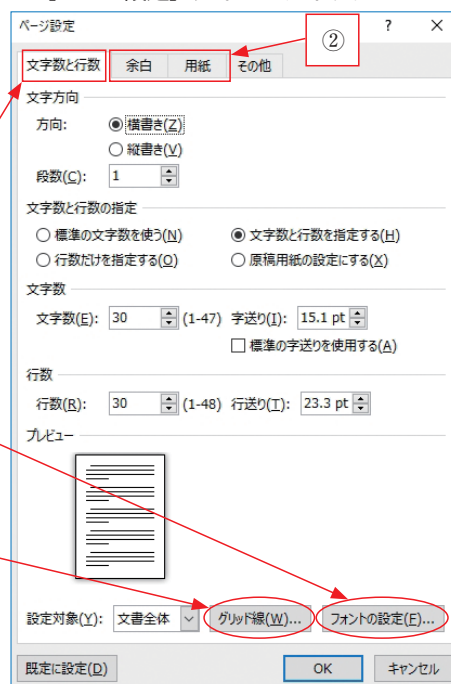 ページ設定 ? ×
②
文字数と行数 余白 用紙 その他
文字方向
方向: 横書き(Z)
縦書き(V)
段数(C): 1
文字数と行数の指定
標準の文字数を使う(N) 文字数と行数を指定する(H)
行数だけを指定する(O) 原稿用紙の設定にする(X)
文字数
文字数(E): 30 (1-47) 字送り(I): 15.1 pt
標準の字送りを使用する(A)
行数
行数(R): 30 (1-48) 行送り(T): 23.3 pt
プレビュー
設定対象(Y): 文書全体 グリッド線(W)... フォントの設定(F)...
既定に設定(D) OK キャンセル